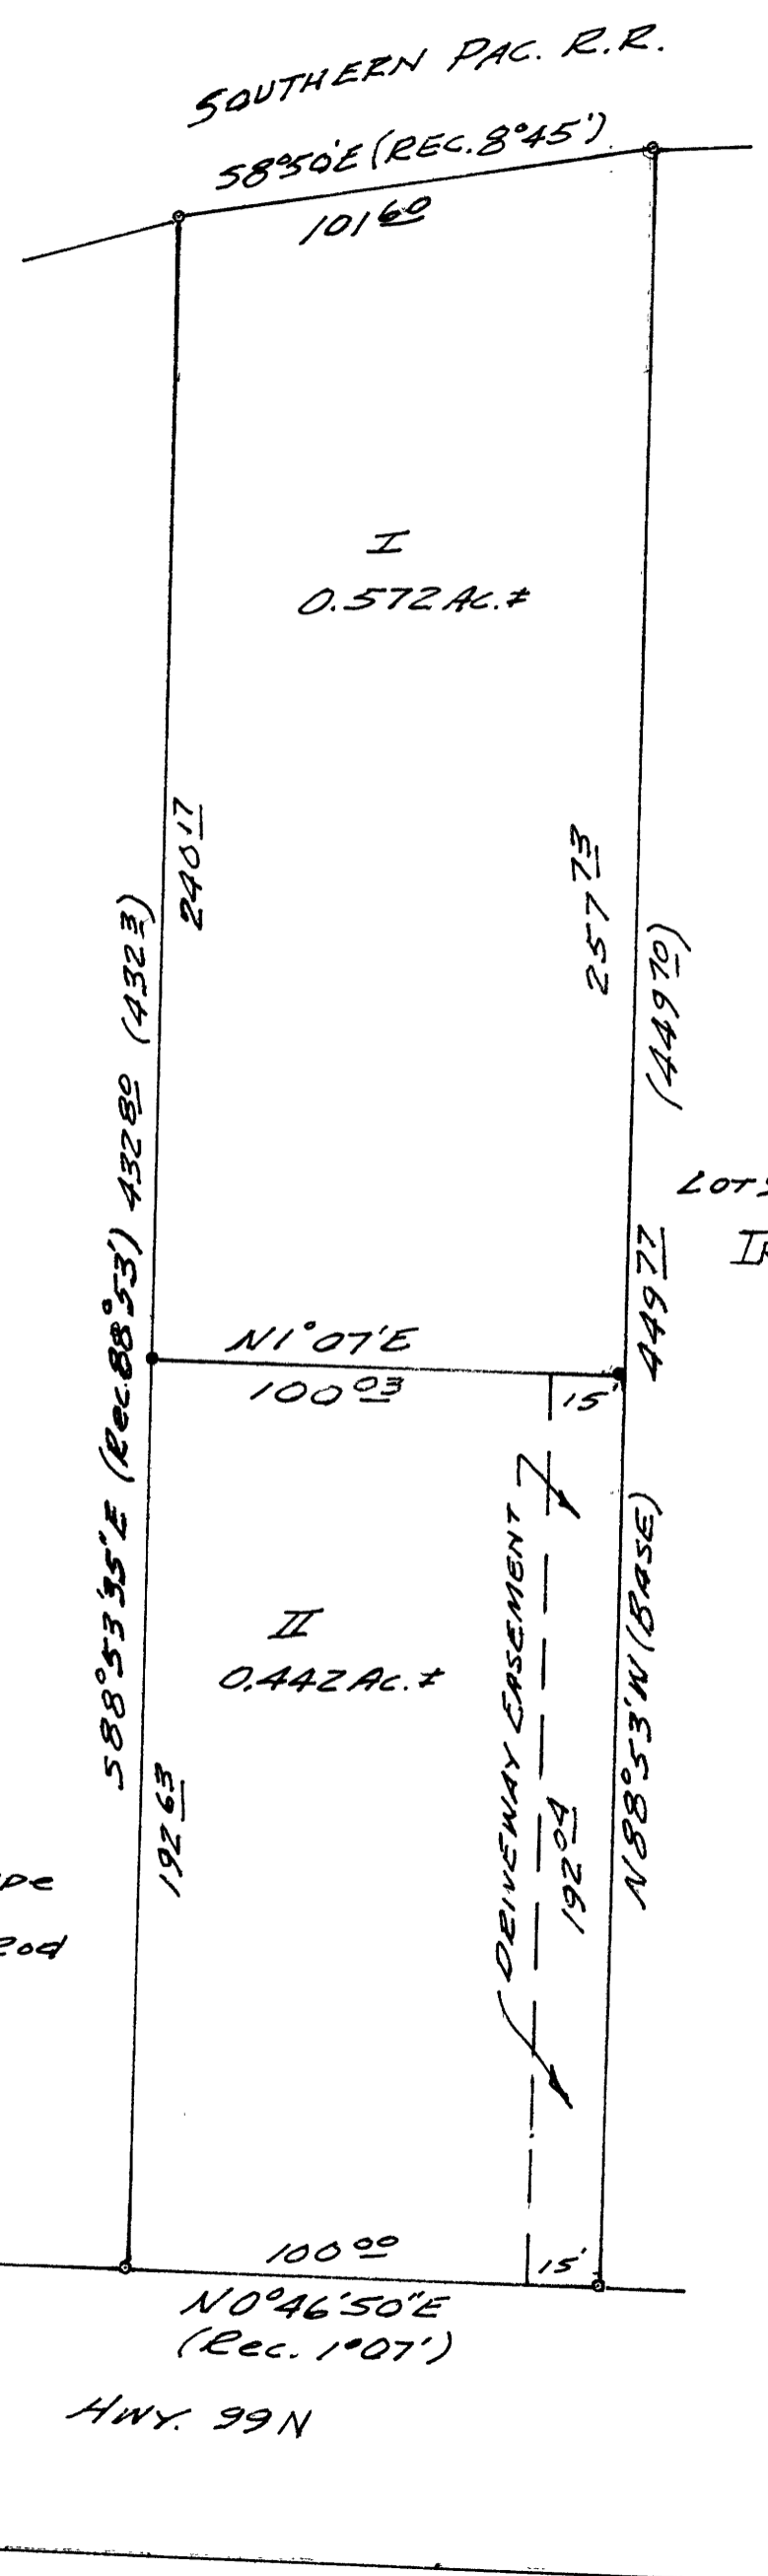 SOUTHERN PAC. R.R.
S8°50'E (REC. 8°45')
101 60
I
0.572 AC.±
240 17
257 73
(449 70)
S88°53'35"E (Rec. 88°53') 432 80 (432 3)
LOTS
449 77
N1°07'E
100 03
15'
N88°53'W (BASE)
DRIVEWAY EASEMENT
II
0.442 AC.±
192 63
192 04
100 00
15'
N0°46'50"E
(Rec. 1°07')
HWY. 99N